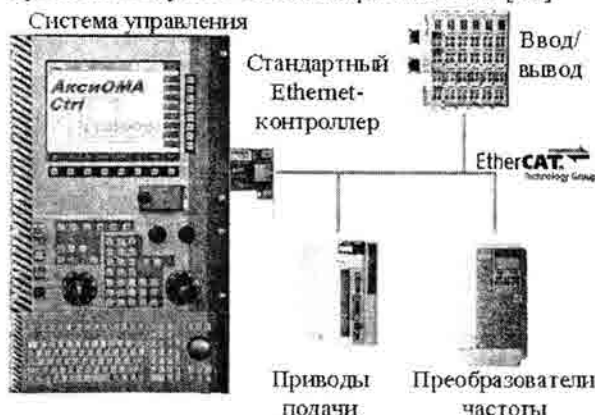 Система управления
АксиОМА
Ctrl
Стандартный
Ethernet-
контроллер
Ввод/
вывод
EtherCAT.
Technology Group
Приводы
подачи
Преобразователи
частоты